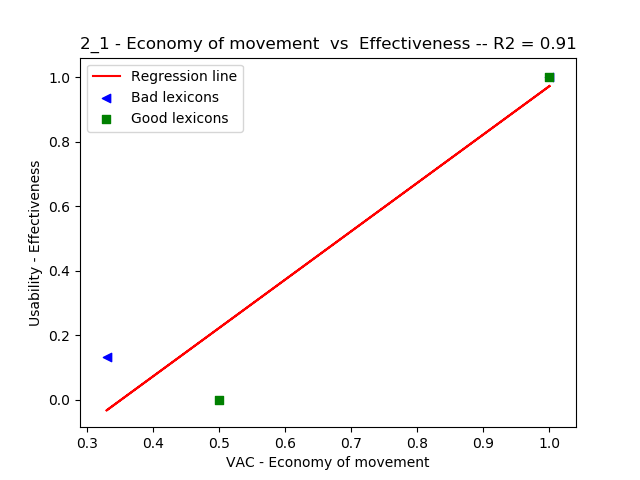 2_1 - Economy of movement  vs  Effectiveness -- R2 = 0.91
Regression line
Bad lexicons
Good lexicons
Usability - Effectiveness
1.0
0.8
0.6
0.4
0.2
0.0
0.3 0.4 0.5 0.6 0.7 0.8 0.9 1.0
VAC - Economy of movement